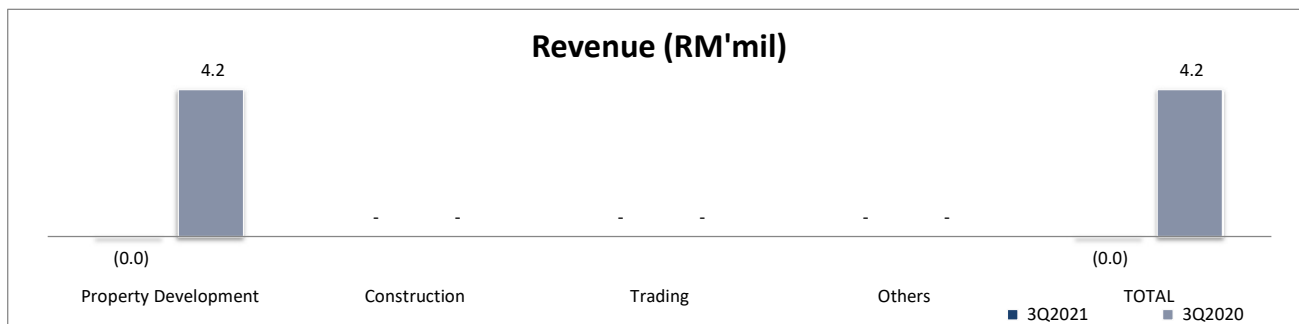 Revenue (RM'mil)
4.2 4.2
- - - - - -
(0.0) (0.0)
Property Development Construction Trading Others TOTAL
3Q2021 3Q2020